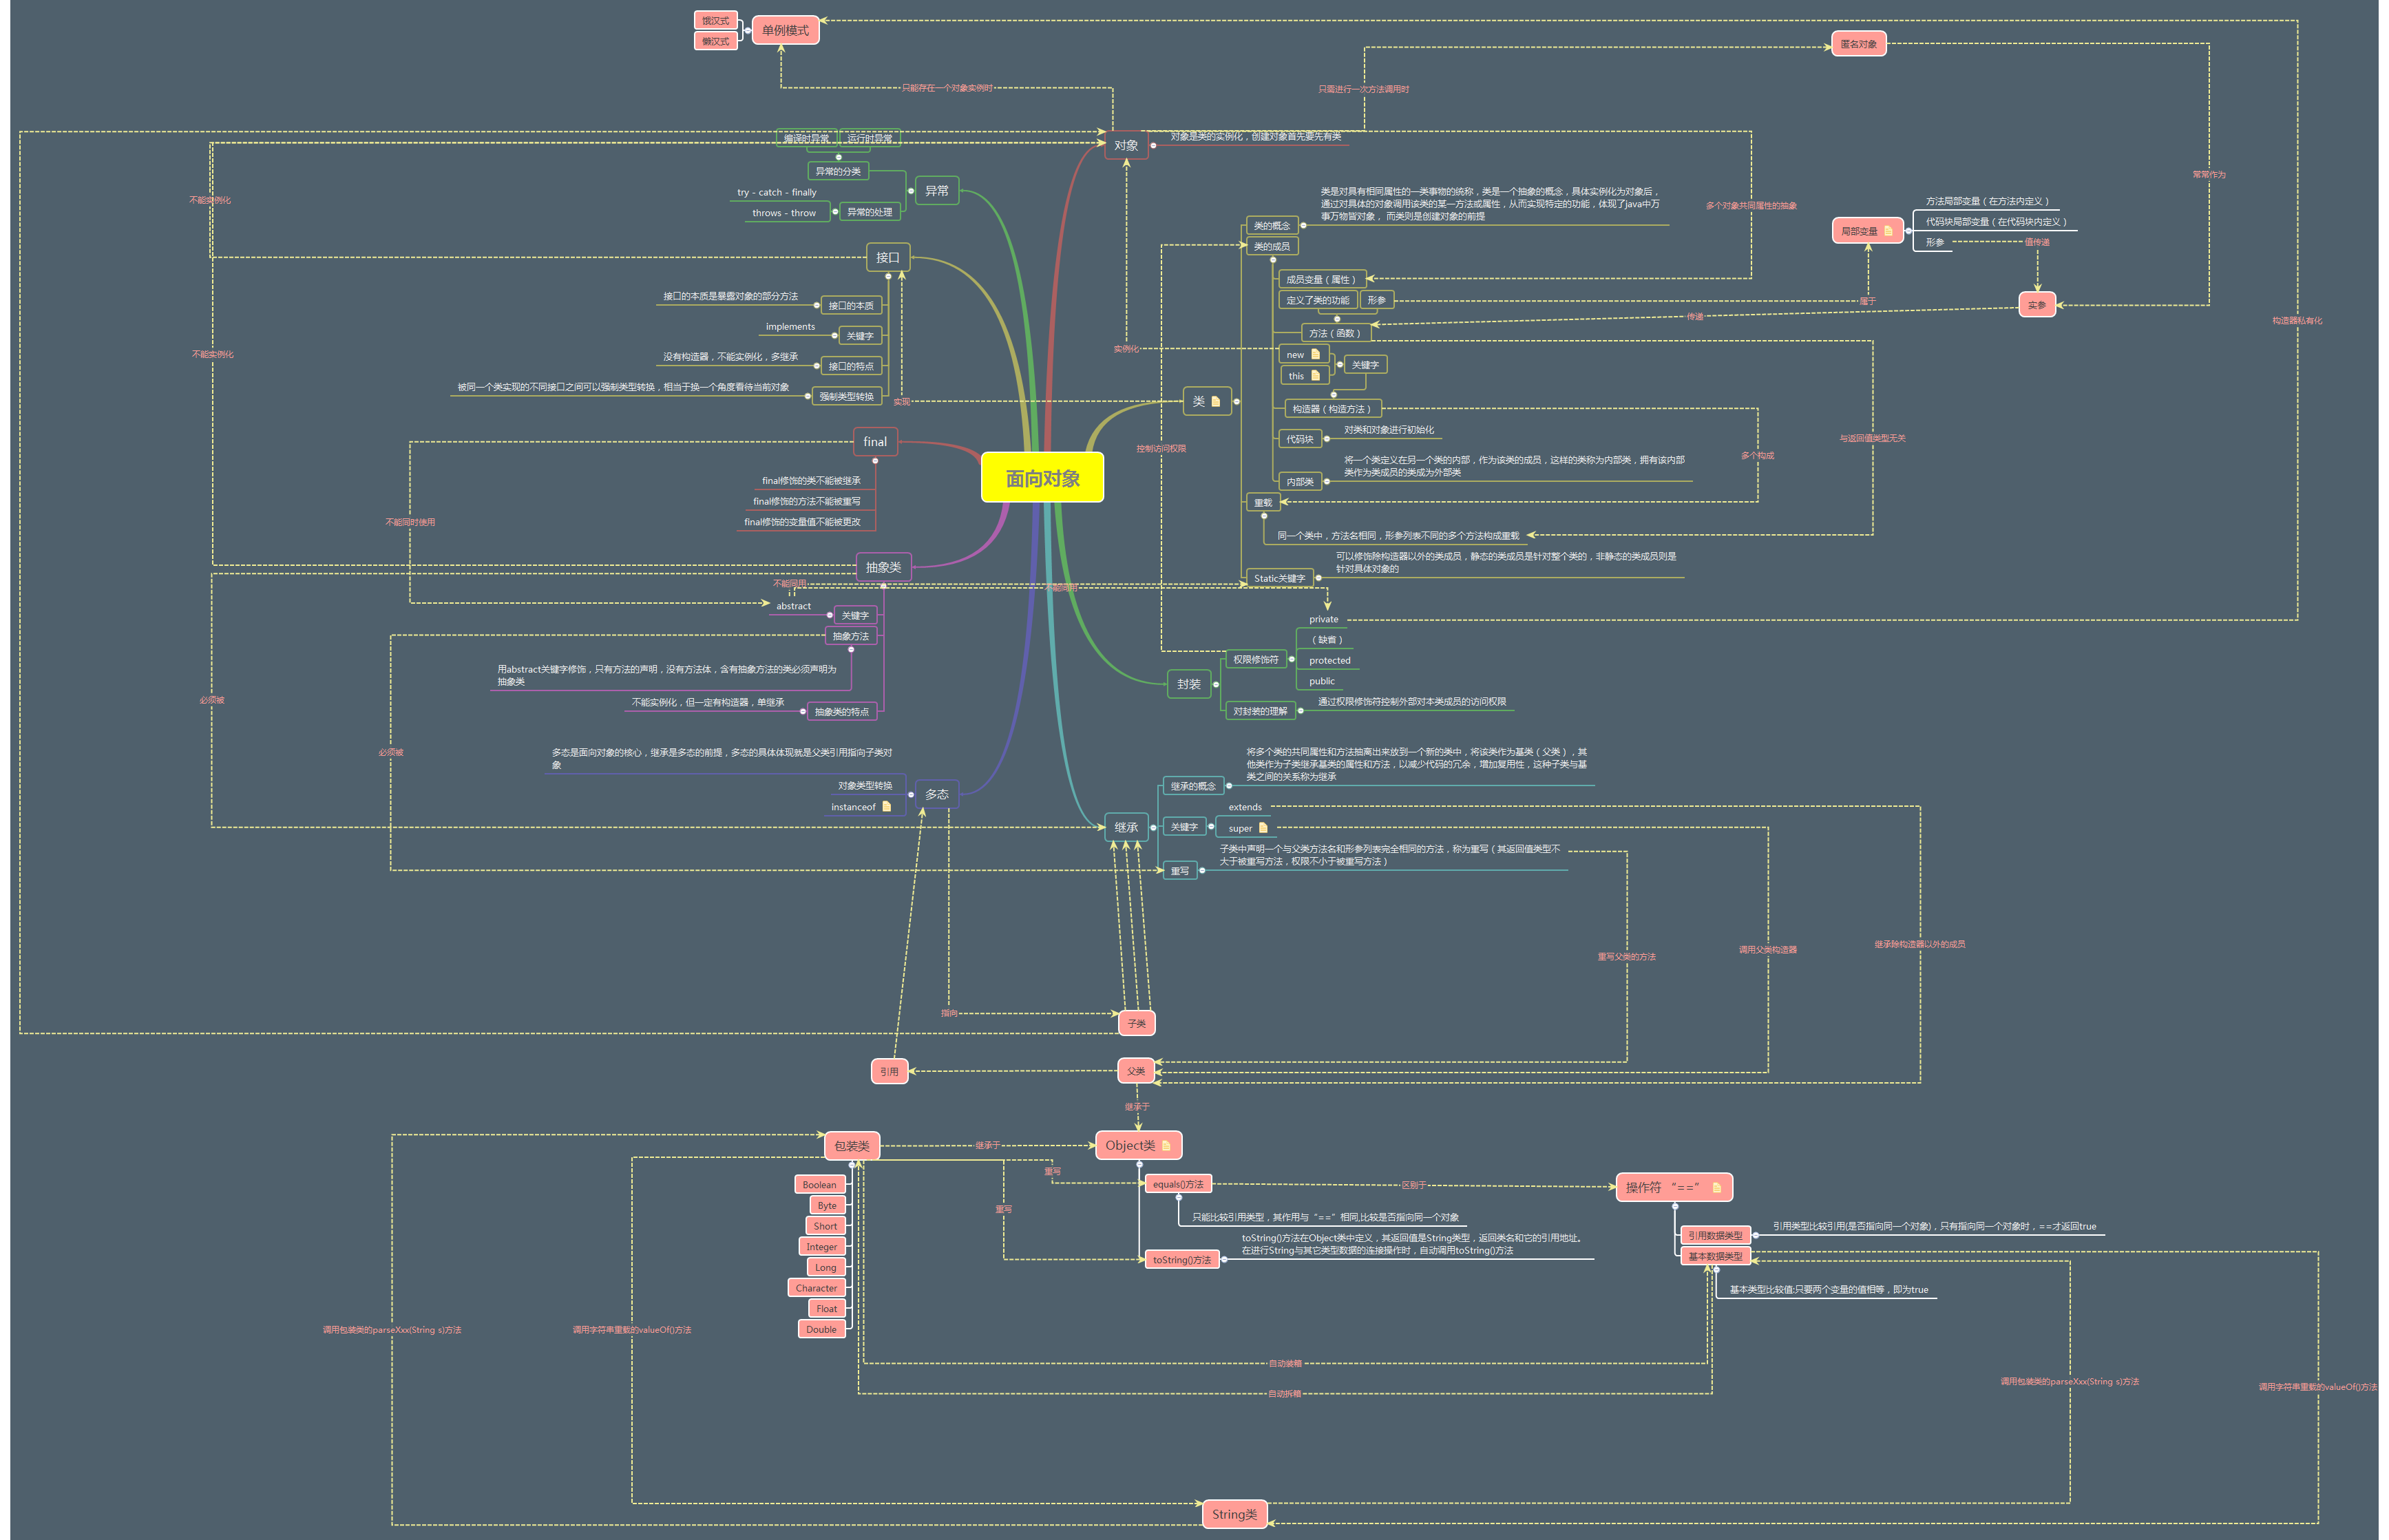 饿汉式
懒汉式
单例模式
匿名对象
只能存在一个对象实例时
只需进行一次方法调用时
编译时异常
运行时异常
异常的分类
异常
try - catch - finally
throws - throw
异常的处理
对象
对象是类的实例化，创建对象首先要先有类
不能实例化
常常作为
多个对象共同属性的抽象
类是对具有相同属性的一类事物的统称，类是一个抽象的概念，具体实例化为对象后，
通过对具体的对象调用该类的某一方法或属性，从而实现特定的功能，体现了java中万
事万物皆对象， 而类则是创建对象的前提
类的概念
类的成员
局部变量
方法局部变量（在方法内定义）
代码块局部变量（在代码块内定义）
形参
值传递
实参
接口
接口的本质是暴露对象的部分方法
接口的本质
implements
关键字
没有构造器，不能实例化，多继承
接口的特点
被同一个类实现的不同接口之间可以强制类型转换，相当于换一个角度看待当前对象
强制类型转换
实现
不能实例化
成员变量（属性）
定义了类的功能
形参
属于
传递
方法（函数）
构造器私有化
实例化
new
this
关键字
类
构造器（构造方法）
代码块
对类和对象进行初始化
控制访问权限
与返回值类型无关
多个构成
将一个类定义在另一个类的内部，作为该类的成员，这样的类称为内部类，拥有该内部
类作为类成员的类成为外部类
内部类
重载
同一个类中，方法名相同，形参列表不同的多个方法构成重载
可以修饰除构造器以外的类成员，静态的类成员是针对整个类的，非静态的类成员则是
针对具体对象的
Static关键字
面向对象
final
final修饰的类不能被继承
final修饰的方法不能被重写
final修饰的变量值不能被更改
不能同时使用
抽象类
不能同用
不能同用
abstract
关键字
抽象方法
用abstract关键字修饰，只有方法的声明，没有方法体，含有抽象方法的类必须声明为
抽象类
不能实例化，但一定有构造器，单继承
抽象类的特点
必须被
必须被
private
（缺省）
protected
public
权限修饰符
封装
对封装的理解
通过权限修饰符控制外部对本类成员的访问权限
多态是面向对象的核心，继承是多态的前提，多态的具体体现就是父类引用指向子类对
象
对象类型转换
instanceof
多态
将多个类的共同属性和方法抽离出来放到一个新的类中，将该类作为基类（父类），其
他类作为子类继承基类的属性和方法，以减少代码的冗余，增加复用性，这种子类与基
类之间的关系称为继承
继承的概念
继承
关键字
extends
super
子类中声明一个与父类方法名和形参列表完全相同的方法，称为重写（其返回值类型不
大于被重写方法，权限不小于被重写方法）
重写
重写父类的方法
调用父类构造器
继承除构造器以外的成员
指向
子类
引用
父类
继承于
包装类
继承于
Object类
重写
重写
Boolean
Byte
Short
Integer
Long
Character
Float
Double
equals()方法
区别于
只能比较引用类型，其作用与“==”相同,比较是否指向同一个对象
toString()方法在Object类中定义，其返回值是String类型，返回类名和它的引用地址。
在进行String与其它类型数据的连接操作时，自动调用toString()方法
toString()方法
操作符 “==”
引用数据类型
引用类型比较引用(是否指向同一个对象)，只有指向同一个对象时，==才返回true
基本数据类型
基本类型比较值:只要两个变量的值相等，即为true
调用包装类的parseXxx(String s)方法
调用字符串重载的valueOf()方法
自动装箱
自动拆箱
调用包装类的parseXxx(String s)方法
调用字符串重载的valueOf()方法
String类